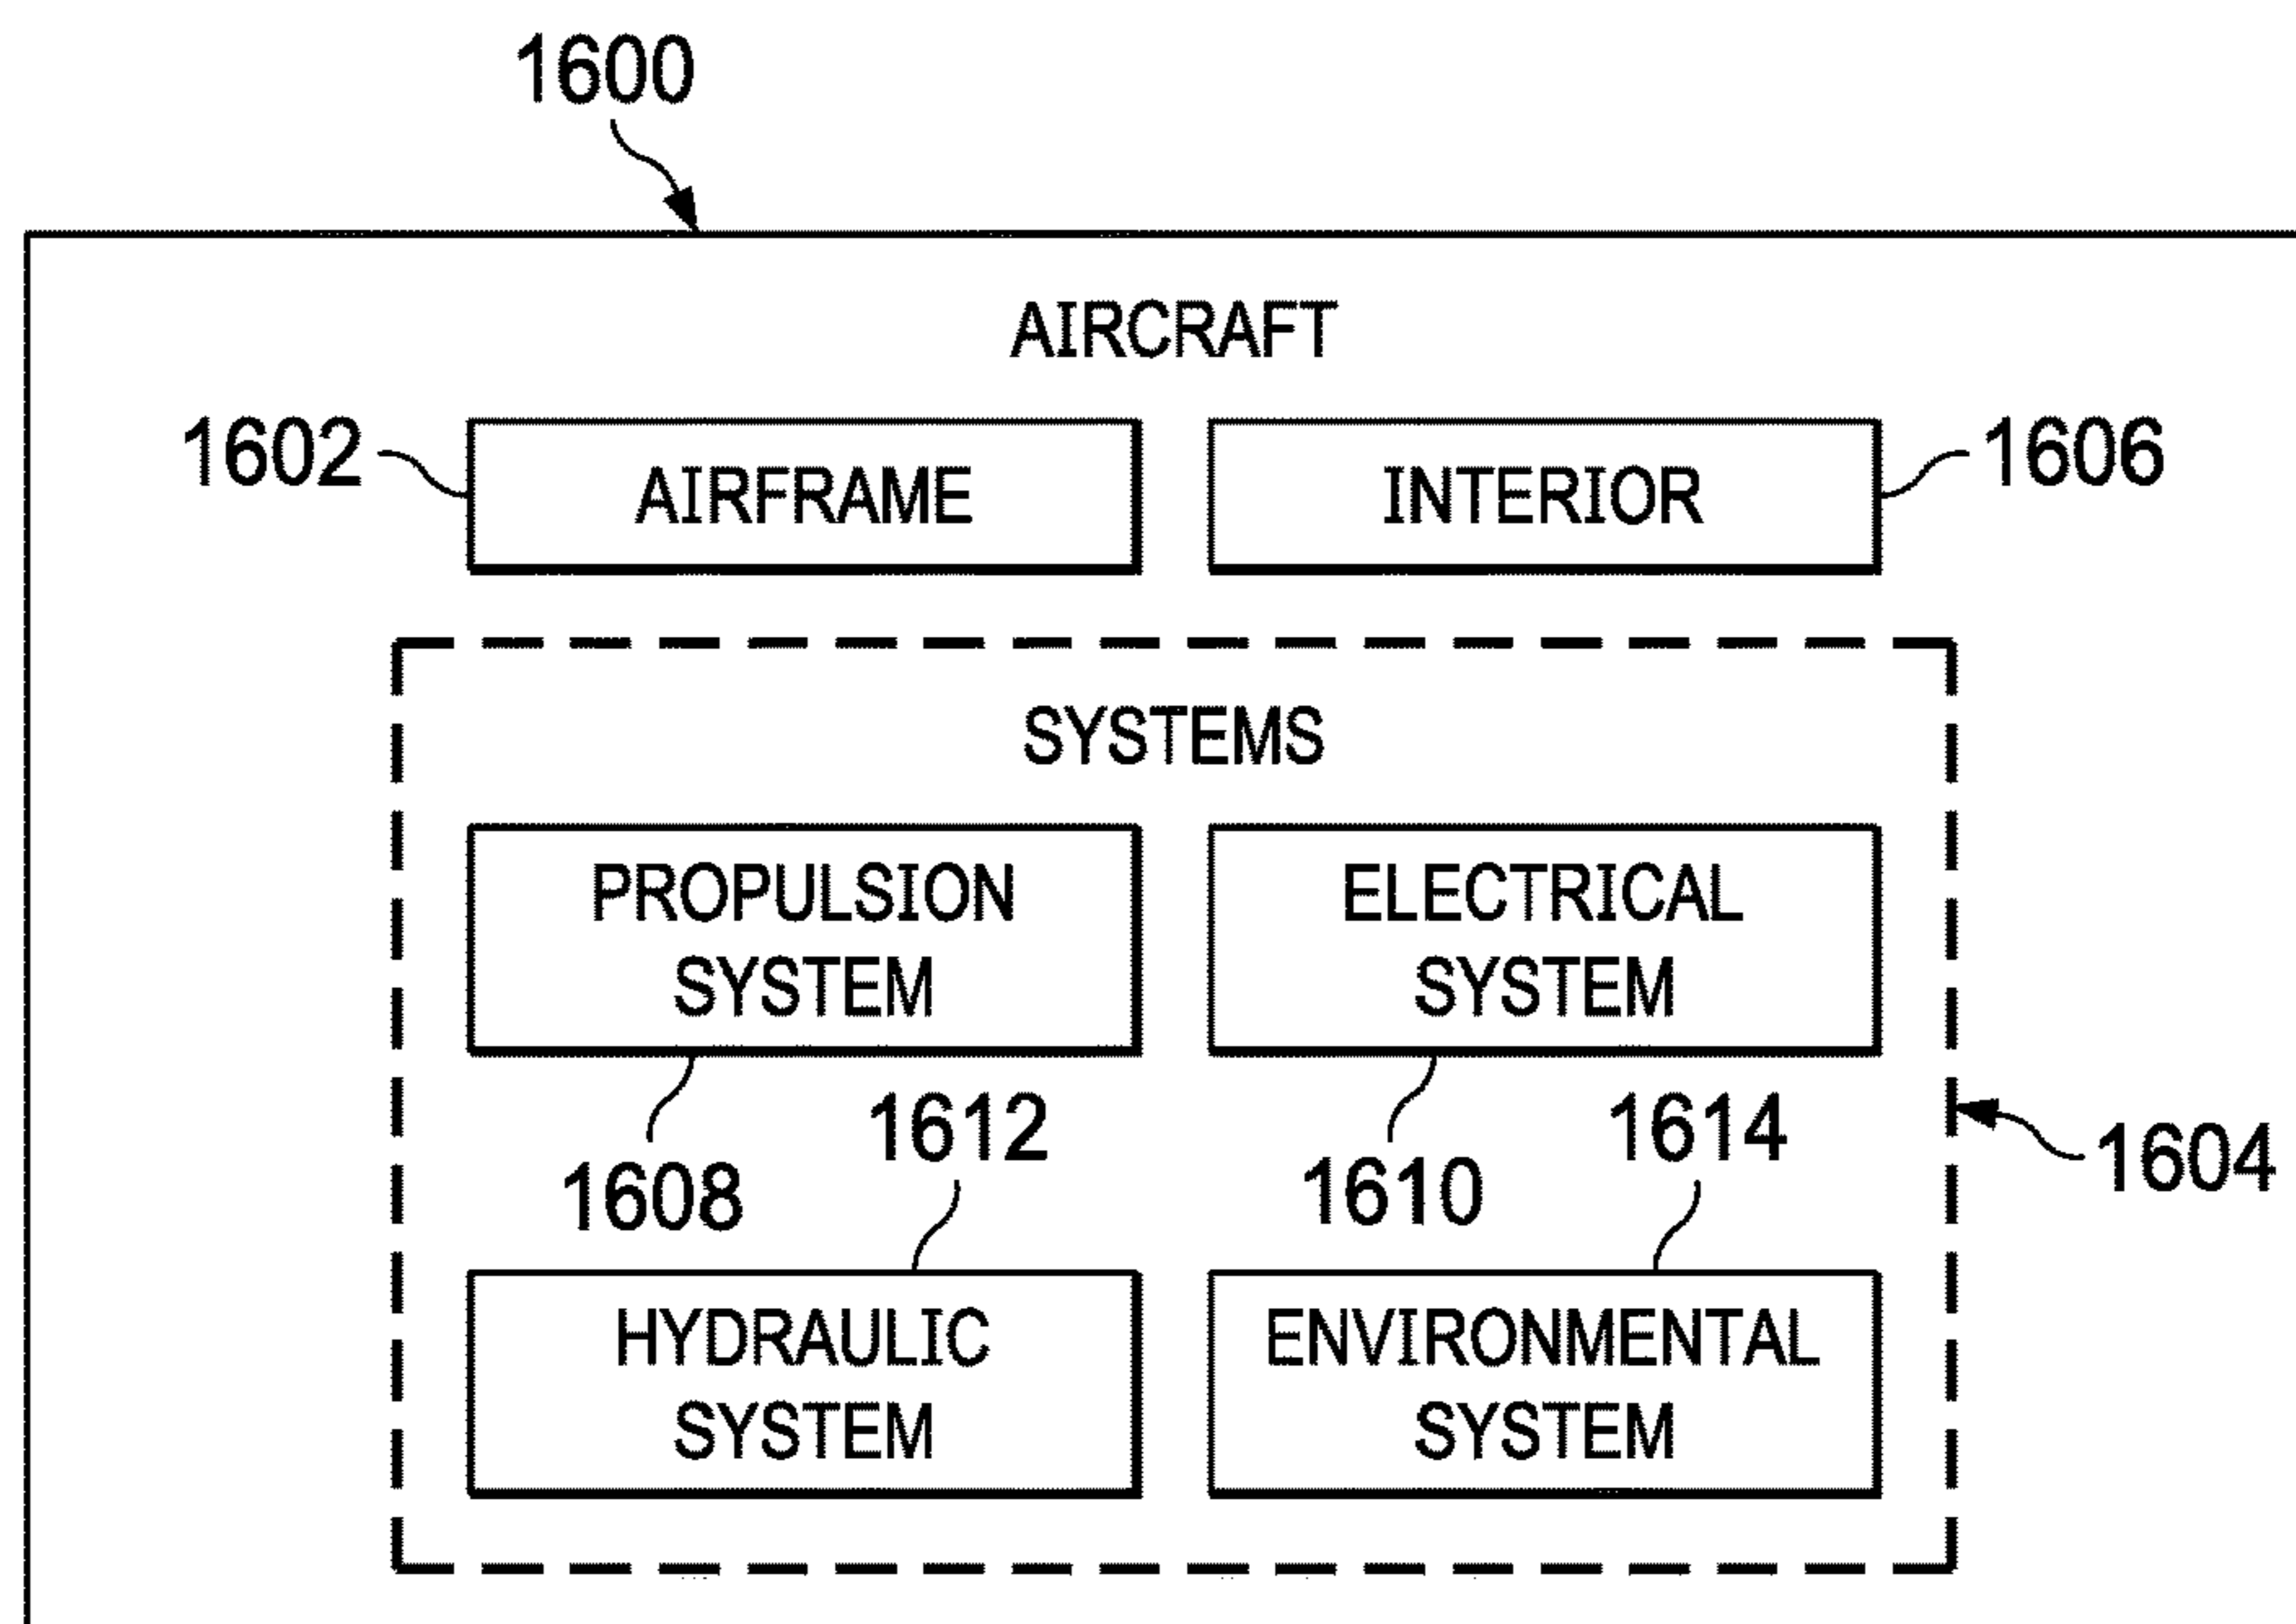 1600
AIRCRAFT
1602
AIRFRAME
INTERIOR
1606
SYSTEMS
PROPULSION
SYSTEM
ELECTRICAL
SYSTEM
1608
1612
1610
1614
1604
HYDRAULIC
SYSTEM
ENVIRONMENTAL
SYSTEM